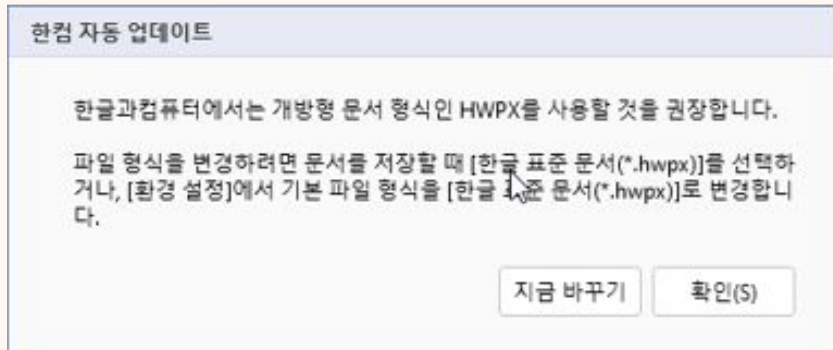 한컴 자동 업데이트
한글과컴퓨터에서는 개방형 문서 형식인 HWPX를 사용할 것을 권장합니다.
파일 형식을 변경하려면 문서를 저장할 때 [한글 표준 문서(*.hwpx)]를 선택하
거나, [환경 설정]에서 기본 파일 형식을 [한글 표준 문서(*.hwpx)]로 변경합니
다.
지금 바꾸기
확인(S)